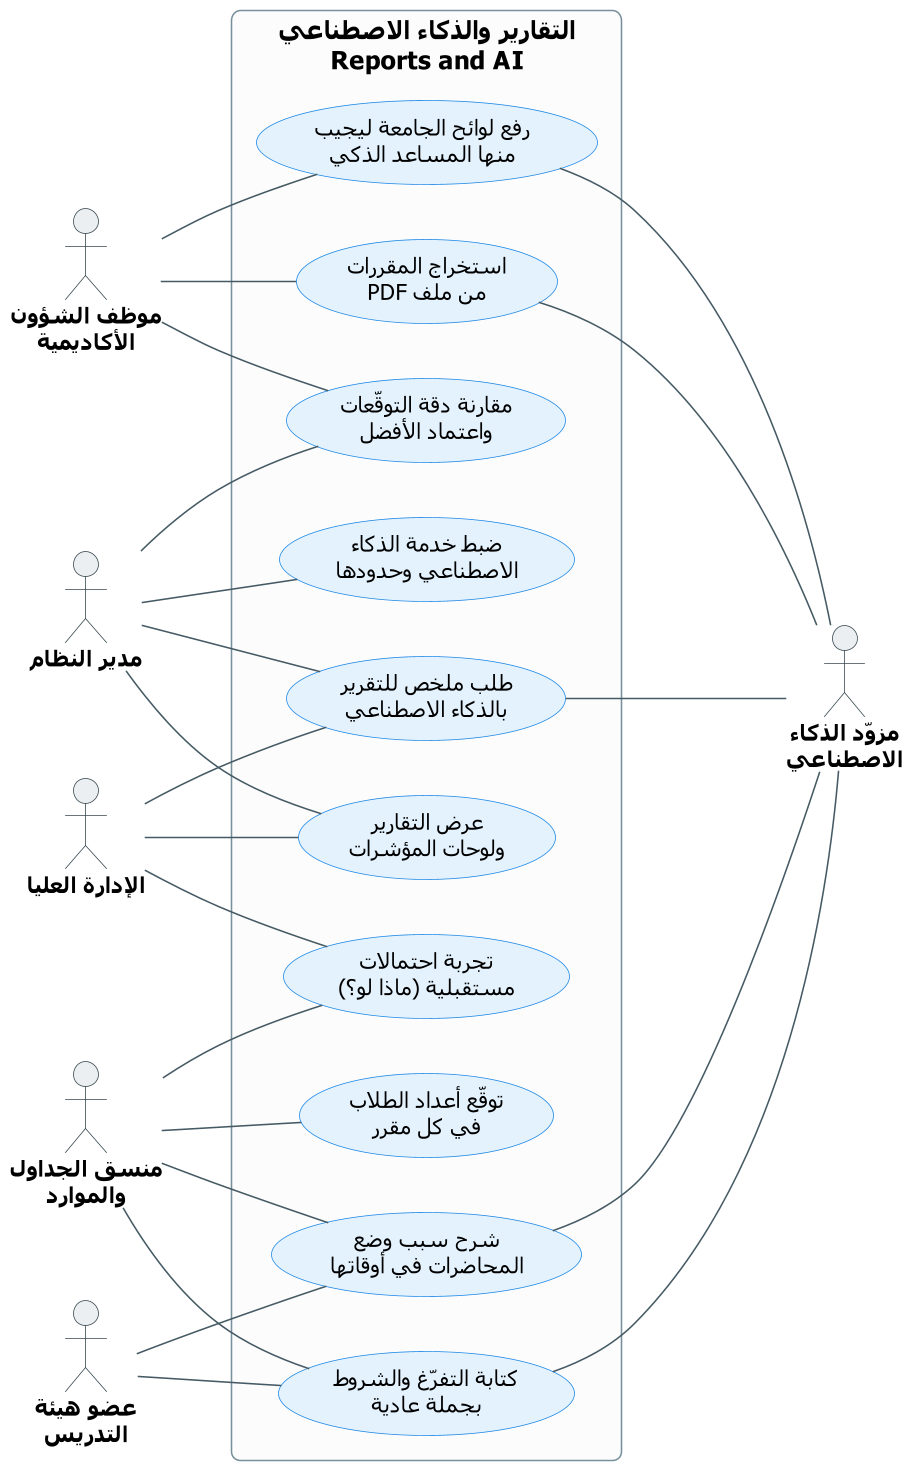 التقارير والذكاء الاصطناعي
Reports and AI
رفع لوائح الجامعة ليجيب
منها المساعد الذكي
استخراج المقررات
من ملف PDF
موظف الشؤون
الأكاديمية
مقارنة دقة التوقّعات
واعتماد الأفضل
ضبط خدمة الذكاء
الاصطناعي وحدودها
مدير النظام
طلب ملخص للتقرير
بالذكاء الاصطناعي
مزوّد الذكاء
الاصطناعي
عرض التقارير
ولوحات المؤشرات
الإدارة العليا
تجربة احتمالات
مستقبلية (ماذا لو؟)
توقّع أعداد الطلاب
في كل مقرر
منسق الجداول
والموارد
شرح سبب وضع
المحاضرات في أوقاتها
كتابة التفرّغ والشروط
بجملة عادية
عضو هيئة
التدريس